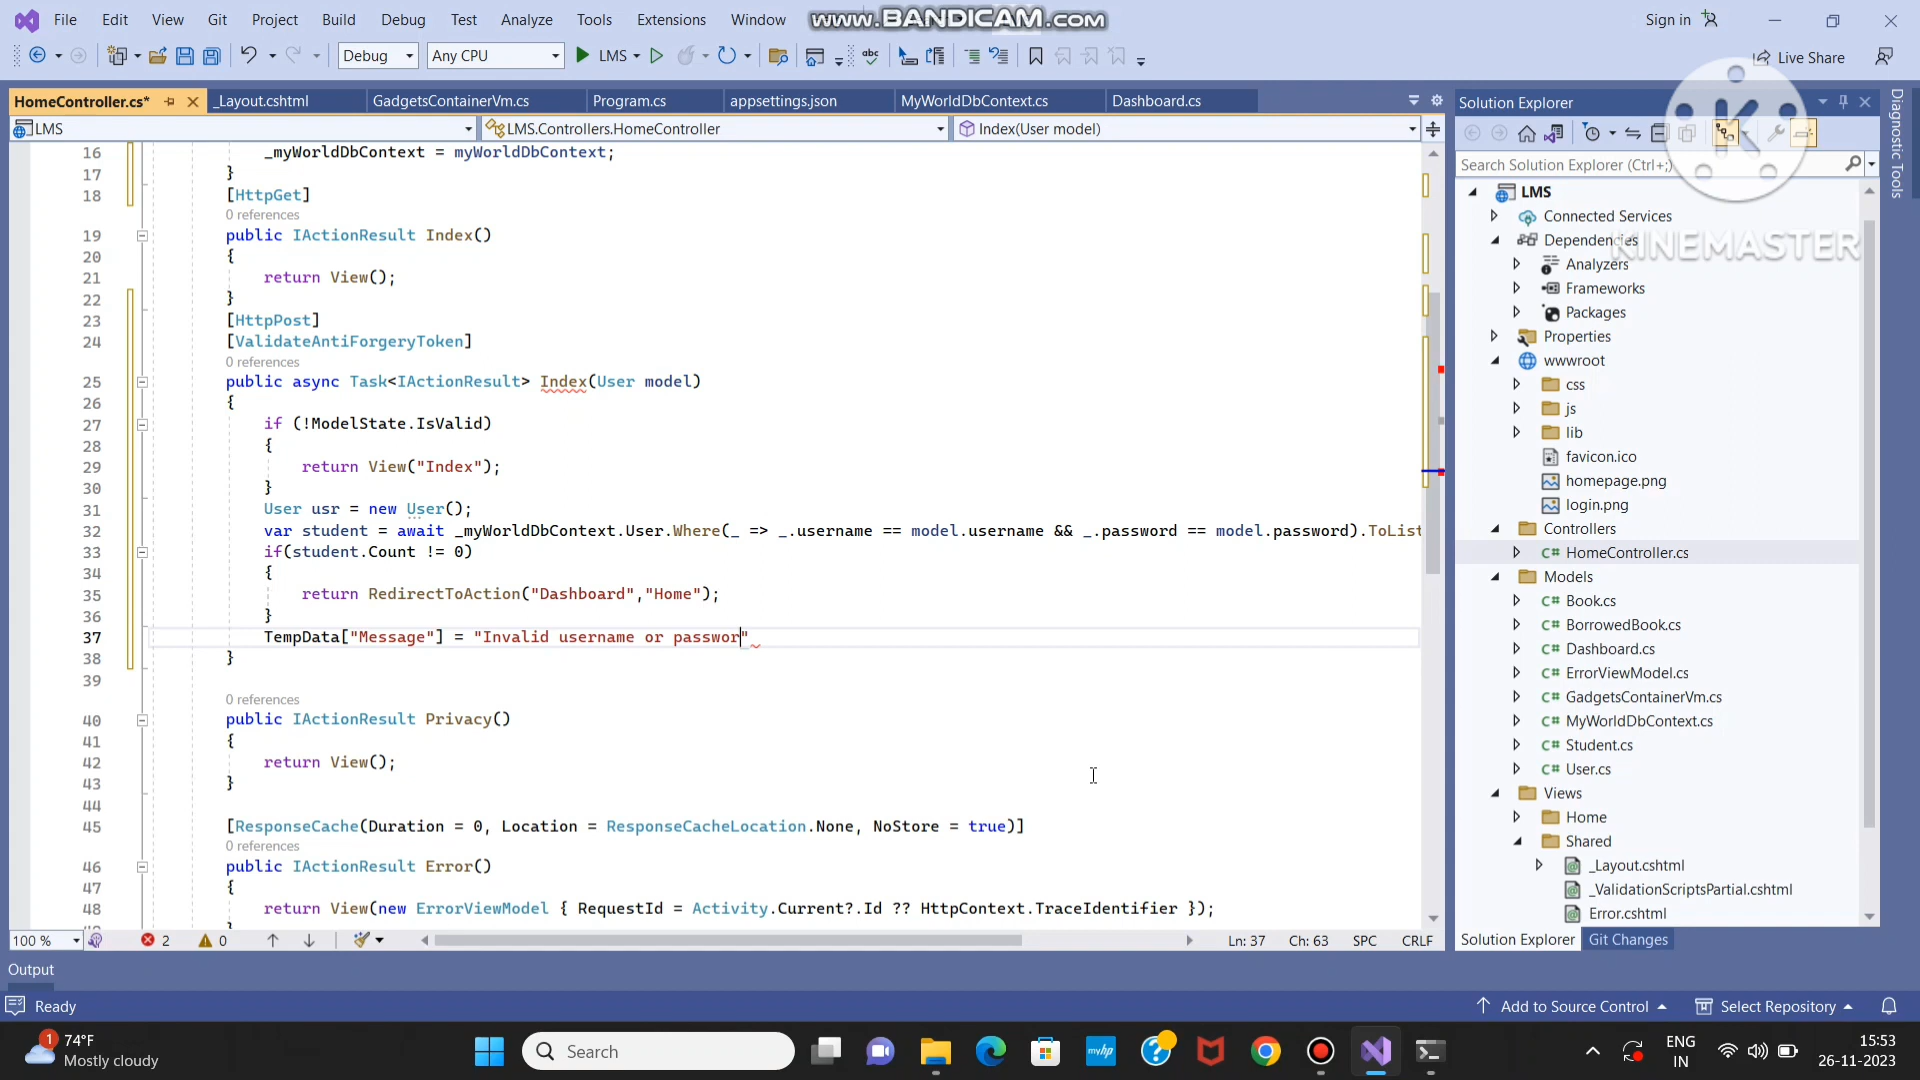 File Edit View Git Project Build Debug Test Analyze Tools Extensions Window
www.BANDICAM.com
Sign in
Debug Any CPU LMS Live Share
HomeController.cs* _Layout.cshtml GadgetsContainerVm.cs Program.cs appsettings.json MyWorldDbContext.cs Dashboard.cs
LMS LMS.Controllers.HomeController Index(User model)
16 _myWorldDbContext = myWorldDbContext;
17 }
18 [HttpGet]
0 references
19 public IActionResult Index()
20 {
21 return View();
22 }
23 [HttpPost]
24 [ValidateAntiForgeryToken]
0 references
25 public async Task<IActionResult> Index(User model)
26 {
27 if (!ModelState.IsValid)
28 {
29 return View("Index");
30 }
31 User usr = new User();
32 var student = await _myWorldDbContext.User.Where(_ => _.username == model.username && _.password == model.password).ToList
33 if(student.Count != 0)
34 {
35 return RedirectToAction("Dashboard","Home");
36 }
37 TempData["Message"] = "Invalid username or passwor"
38 }
39
0 references
40 public IActionResult Privacy()
41 {
42 return View();
43 }
44
45 [ResponseCache(Duration = 0, Location = ResponseCacheLocation.None, NoStore = true)]
0 references
46 public IActionResult Error()
47 {
48 return View(new ErrorViewModel { RequestId = Activity.Current?.Id ?? HttpContext.TraceIdentifier });
100 % 2 0 Ln: 37 Ch: 63 SPC CRLF
Solution Explorer
Search Solution Explorer (Ctrl+;)
K
KINEMASTER
LMS
Connected Services
Dependencies
Analyzers
Frameworks
Packages
Properties
wwwroot
css
js
lib
favicon.ico
homepage.png
login.png
Controllers
C# HomeController.cs
Models
C# Book.cs
C# BorrowedBook.cs
C# Dashboard.cs
C# ErrorViewModel.cs
C# GadgetsContainerVm.cs
C# MyWorldDbContext.cs
C# Student.cs
C# User.cs
Views
Home
Shared
_Layout.cshtml
_ValidationScriptsPartial.cshtml
Error.cshtml
Solution Explorer Git Changes
Diagnostic Tools
Output
Ready Add to Source Control Select Repository
1 74°F
Mostly cloudy
Search
myhp
ENG
IN
15:53
26-11-2023